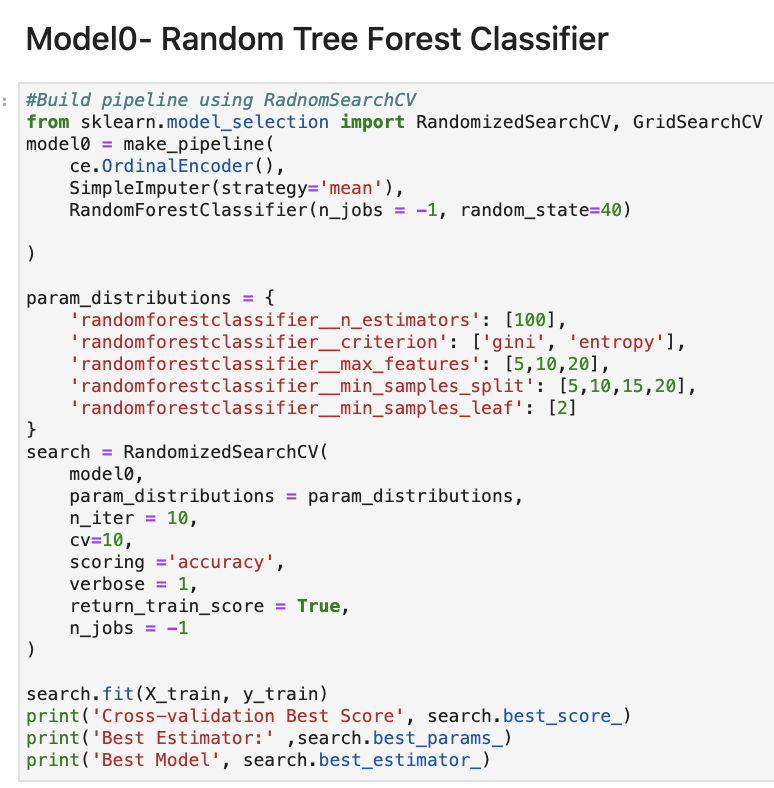 Model0- Random Tree Forest Classifier
:
#Build pipeline using RadnomSearchCV
from sklearn.model_selection import RandomizedSearchCV, GridSearchCV
model0 = make_pipeline(
    ce.OrdinalEncoder(),
    SimpleImputer(strategy='mean'),
    RandomForestClassifier(n_jobs = -1, random_state=40)
)
param_distributions = {
    'randomforestclassifier__n_estimators': [100],
    'randomforestclassifier__criterion': ['gini', 'entropy'],
    'randomforestclassifier__max_features': [5,10,20],
    'randomforestclassifier__min_samples_split': [5,10,15,20],
    'randomforestclassifier__min_samples_leaf': [2]
}
search = RandomizedSearchCV(
    model0,
    param_distributions = param_distributions,
    n_iter = 10,
    cv=10,
    scoring ='accuracy',
    verbose = 1,
    return_train_score = True,
    n_jobs = -1
)
search.fit(X_train, y_train)
print('Cross-validation Best Score', search.best_score_)
print('Best Estimator:' ,search.best_params_)
print('Best Model', search.best_estimator_)